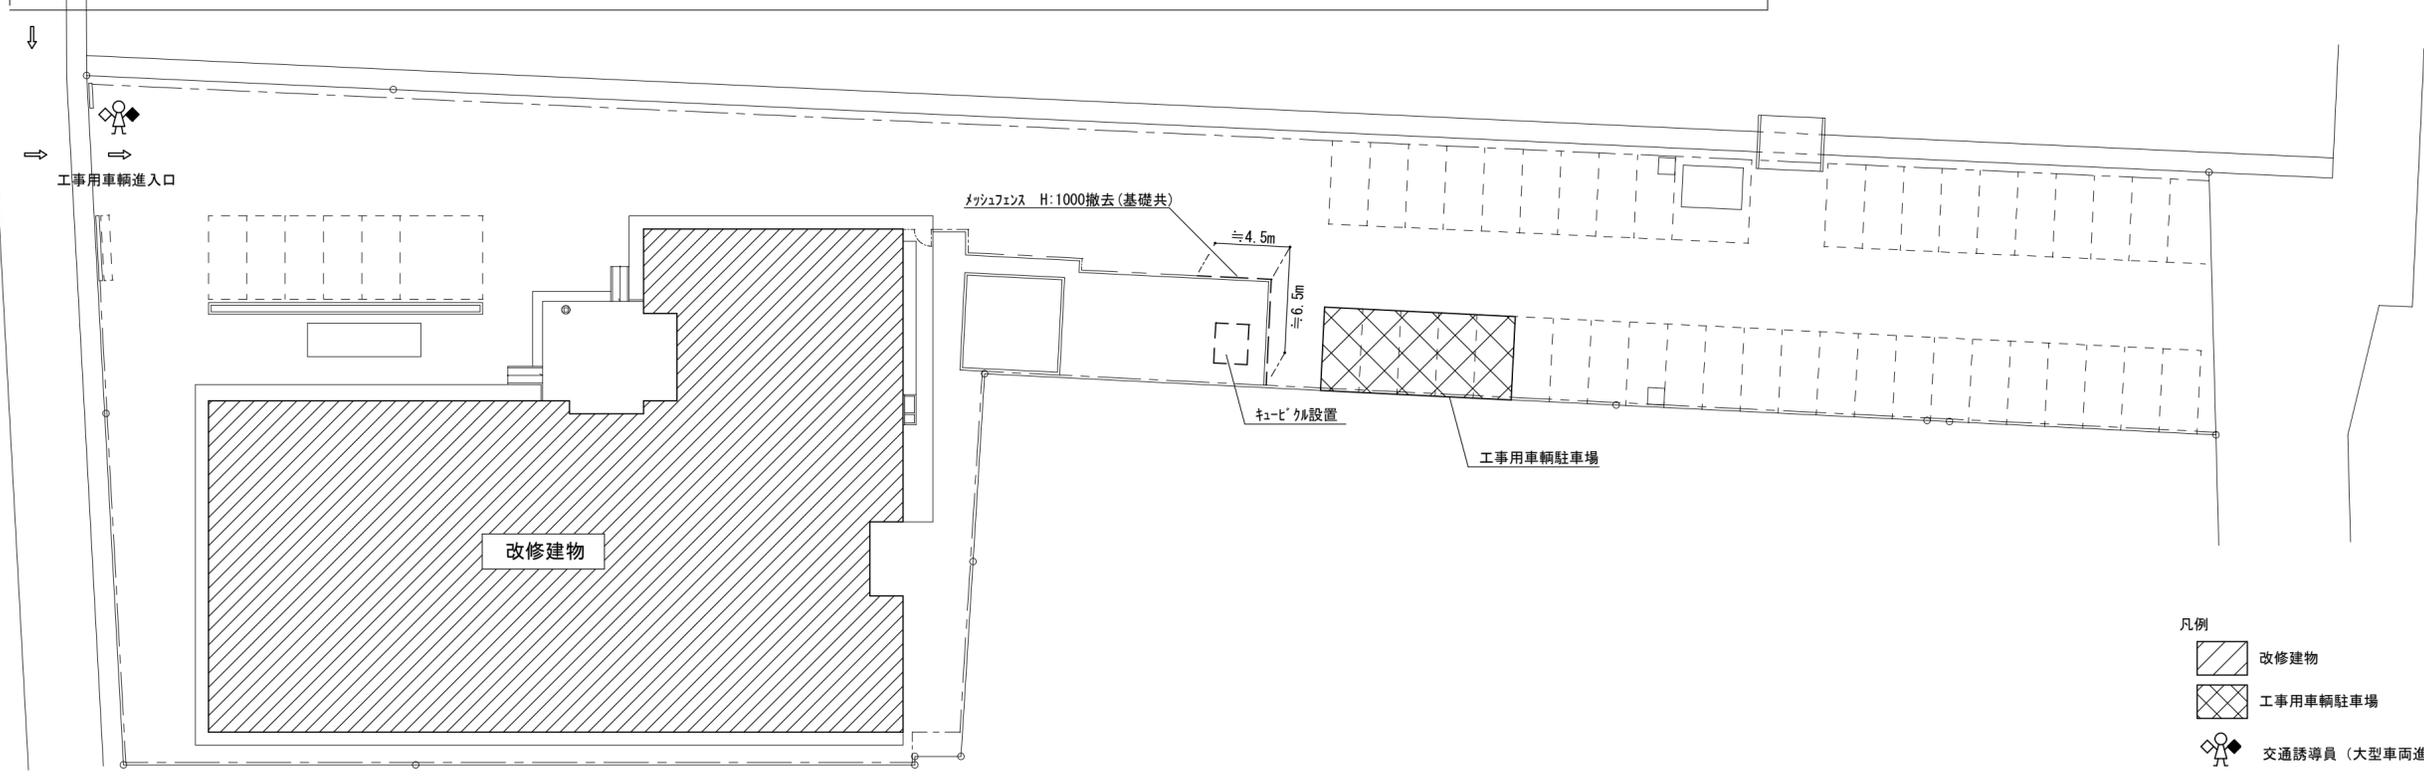 工事用車輌進入口
メッシュフェンス　H:1000撤去(基礎共)
≒4.5m
≒6.5m
キュービクル設置
工事用車輌駐車場
改修建物
凡例
改修建物
工事用車輌駐車場
交通誘導員（大型車両進